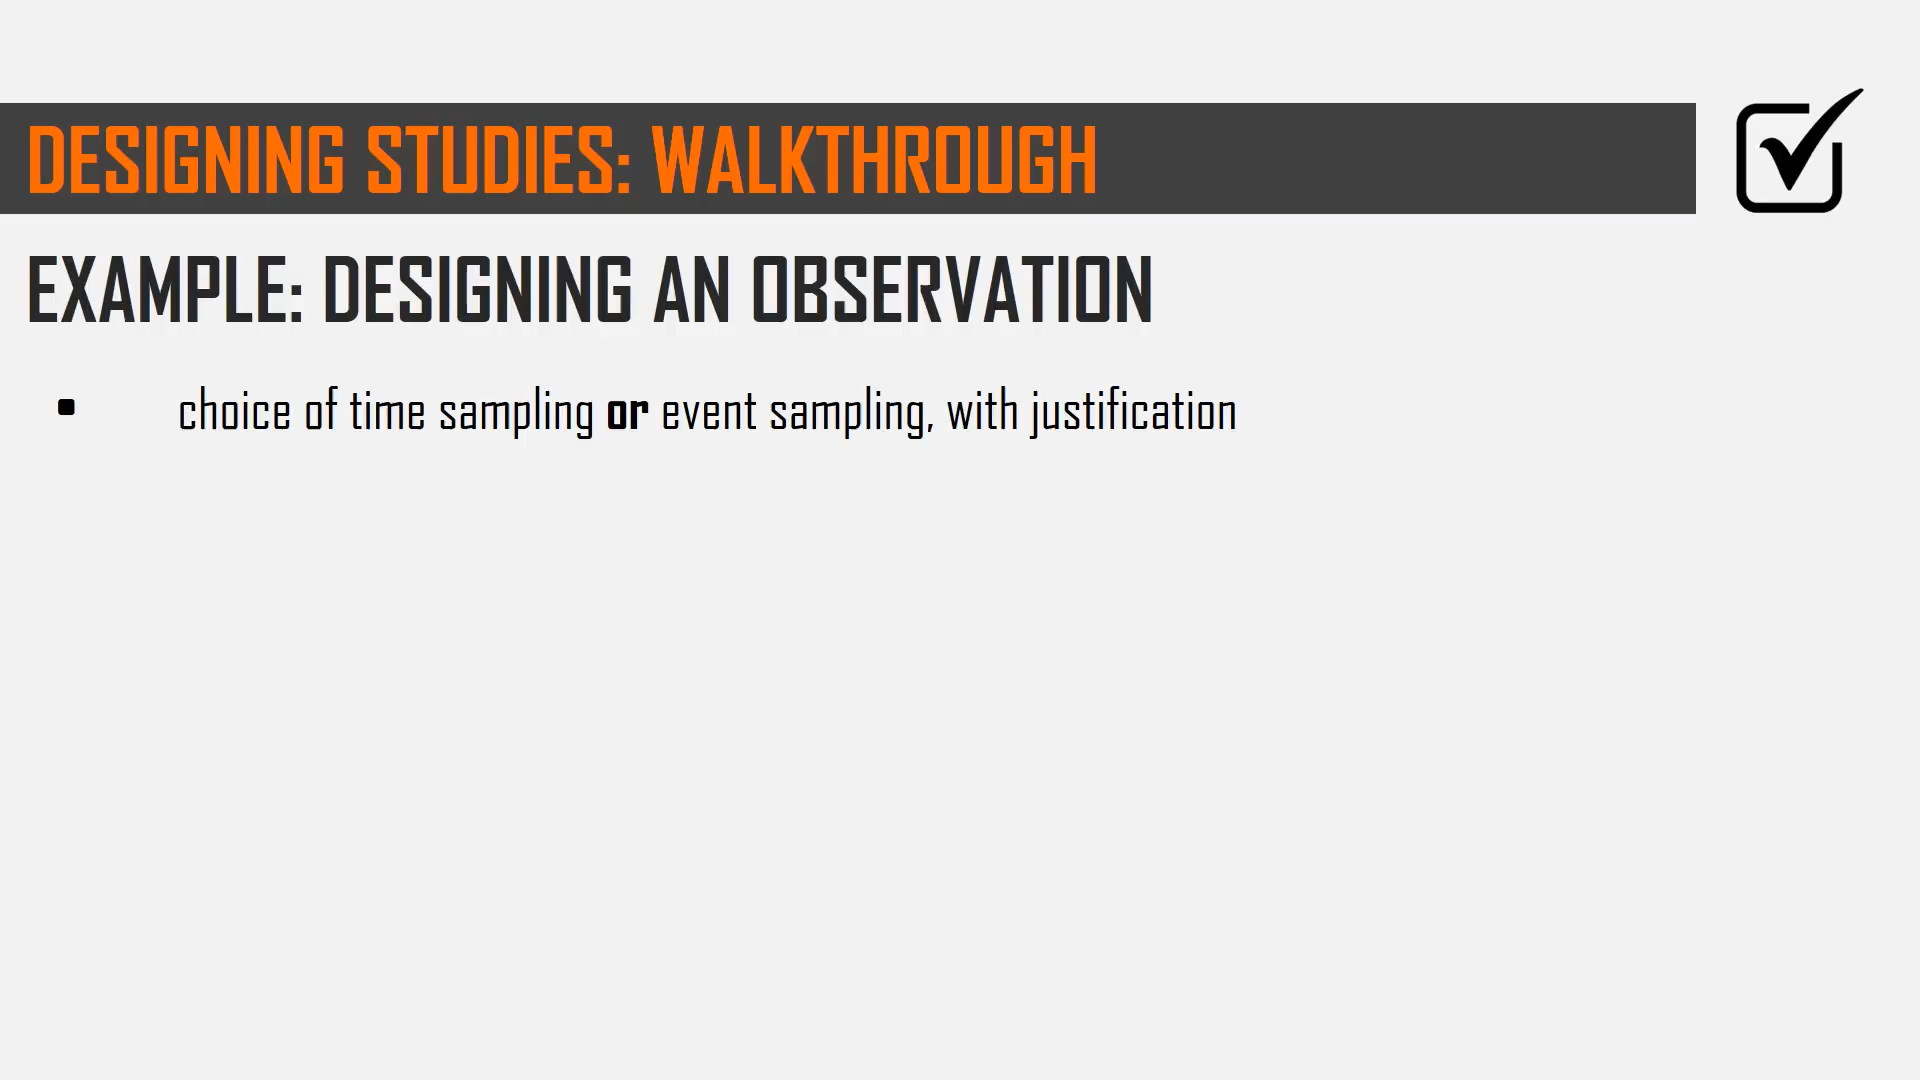 DESIGNING STUDIES: WALKTHROUGH
EXAMPLE: DESIGNING AN OBSERVATION
▪ choice of time sampling or event sampling, with justification